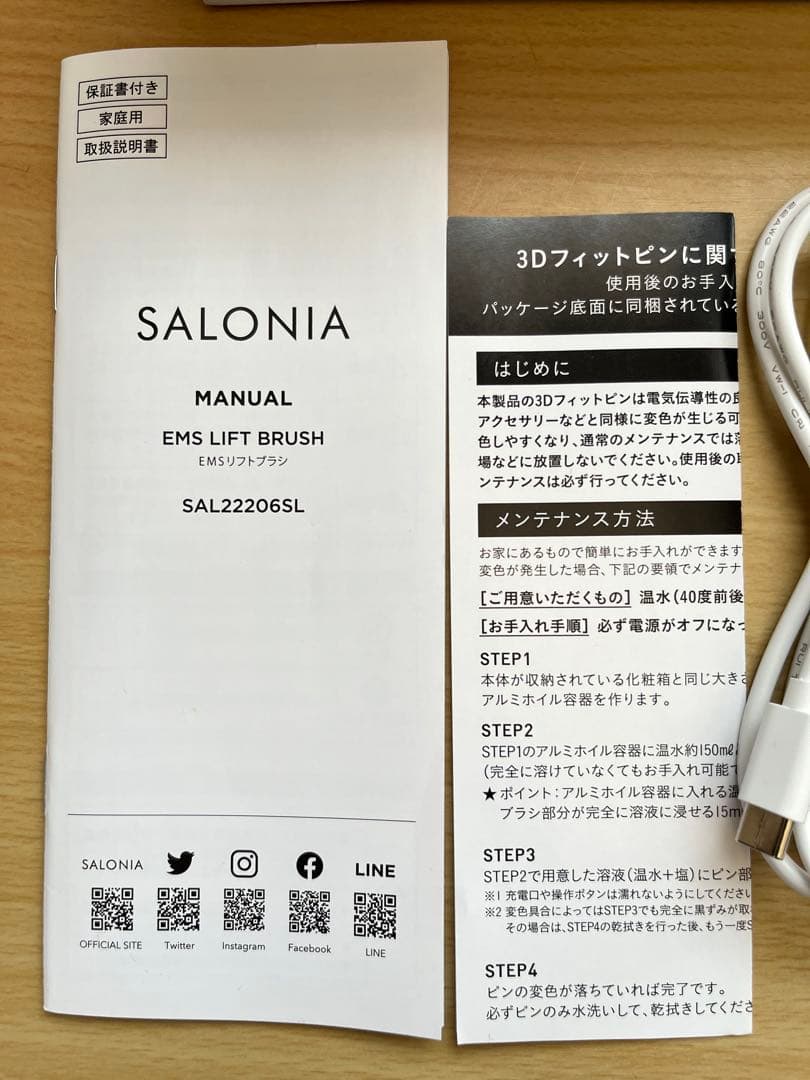 保証書付き
家庭用
取扱説明書
SALONIA
MANUAL
EMS LIFT BRUSH
EMSリフトブラシ
SAL22206SL
SALONIA
LINE
OFFICIAL SITE
Twitter
Instagram
Facebook
LINE
3Dフィットピンに関
使用後のお手入
パッケージ底面に同梱されてい
はじめに
本製品の3Dフィットピンは電気伝導性の良
アクセサリーなどと同様に変色が生じる可
色しやすくなり、通常のメンテナンスでは落
場などに放置しないでください。使用後の
ンテナンスは必ず行ってください。
メンテナンス方法
お家にあるもので簡単にお手入れができます
変色が発生した場合、下記の要領でメンテナ
[ご用意いただくもの] 温水(40度前後
[お手入れ手順] 必ず電源がオフになっ
STEP1
本体が収納されている化粧箱と同じ大きさ
アルミホイル容器を作ります。
STEP2
STEP1のアルミホイル容器に温水約150mℓ
(完全に溶けていなくてもお手入れ可能で
★ポイント:アルミホイル容器に入れる温
ブラシ部分が完全に溶液に浸せる15m
STEP3
STEP2で用意した溶液(温水+塩)にピン部
※1 充電口や操作ボタンは濡れないようにしてください
※2 変色具合によってはSTEP3でも完全に黒ずみが取
その場合は、STEP4の乾拭きを行った後、もう一度S
STEP4
ピンの変色が落ちていれば完了です。
必ずピンのみ水洗いして、乾拭きしてくださ